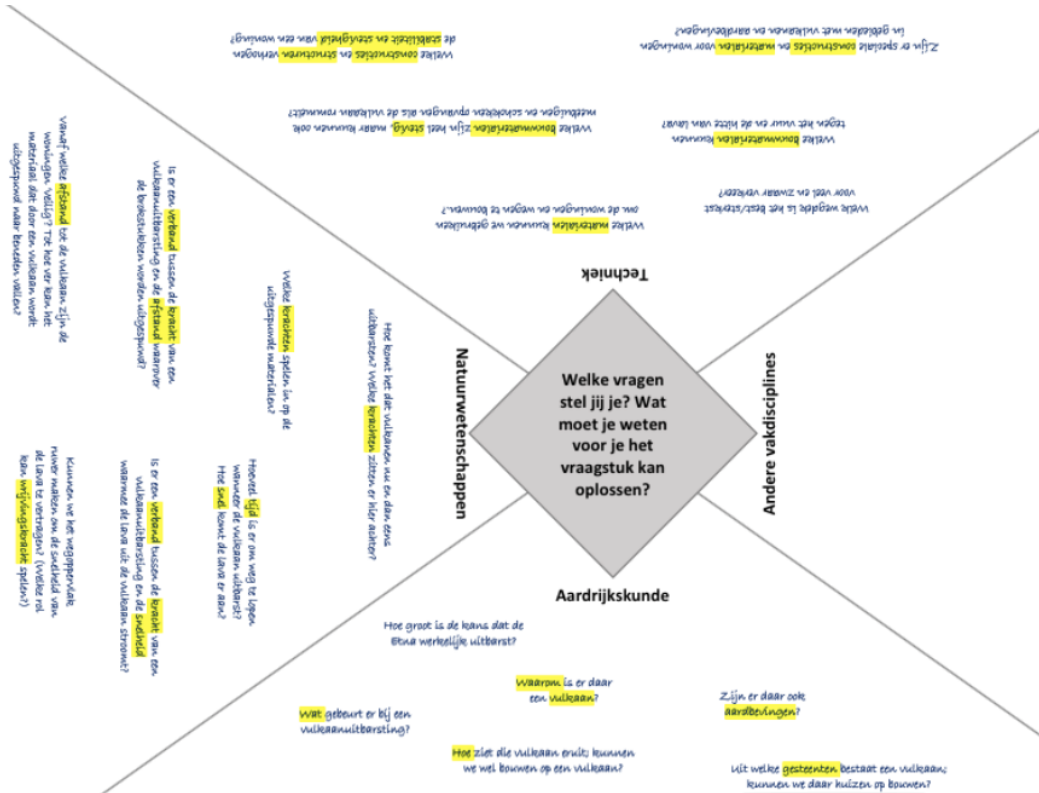 Welke vragen
stel jij je? Wat
moet je weten
voor je het
vraagstuk kan
oplossen?
Techniek
Welke constructies en structuren verhogen
de stabiliteit en stevigheid van een woning?
Zijn er speciale constructies en materialen voor woningen
in gebieden met vulkanen en aardbevingen?
Welke bouwmaterialen zijn heel stevig, maar kunnen ook
meebuigen en schokken opvangen als de vulkaan rommelt?
Welke bouwmaterialen kunnen
tegen het vuur en de hitte van lava?
Welke materialen kunnen we gebruiken
om de woningen en wegen te bouwen?
Welk wegdek is het best/sterkst
voor veel en zwaar verkeer?
Natuurwetenschappen
Vanaf welke afstand tot de vulkaan zijn de
woningen 'veilig'? Tot hoe ver kan het
materiaal dat door een vulkaan wordt
uitgespuwd naar beneden vallen?
Is er een verband tussen de kracht van een
vulkaanuitbarsting en de afstand waarover
de brokstukken worden uitgespuwd?
Welke krachten spelen in op de
uitgespuwde materialen?
Hoe komt het dat vulkanen nu en dan eens
uitbarsten? Welke krachten zitten er hier achter?
Kunnen we het wegoppervlak
ruwer maken om de snelheid van
de lava te vertragen? (Welke rol
kan wrijvingskracht spelen?)
Is er een verband tussen de kracht van een
vulkaanuitbarsting en de snelheid
waarmee de lava uit de vulkaan stroomt?
Hoeveel tijd is er om weg te lopen
wanneer de vulkaan uitbarst?
Hoe snel komt de lava er aan?
Andere vakdisciplines
Aardrijkskunde
Hoe groot is de kans dat de
Etna werkelijk uitbarst?
Waarom is er daar
een vulkaan?
Zijn er daar ook
aardbevingen?
Wat gebeurt er bij een
vulkaanuitbarsting?
Hoe ziet die vulkaan eruit; kunnen
we wel bouwen op een vulkaan?
Uit welke gesteenten bestaat een vulkaan;
kunnen we daar huizen op bouwen?